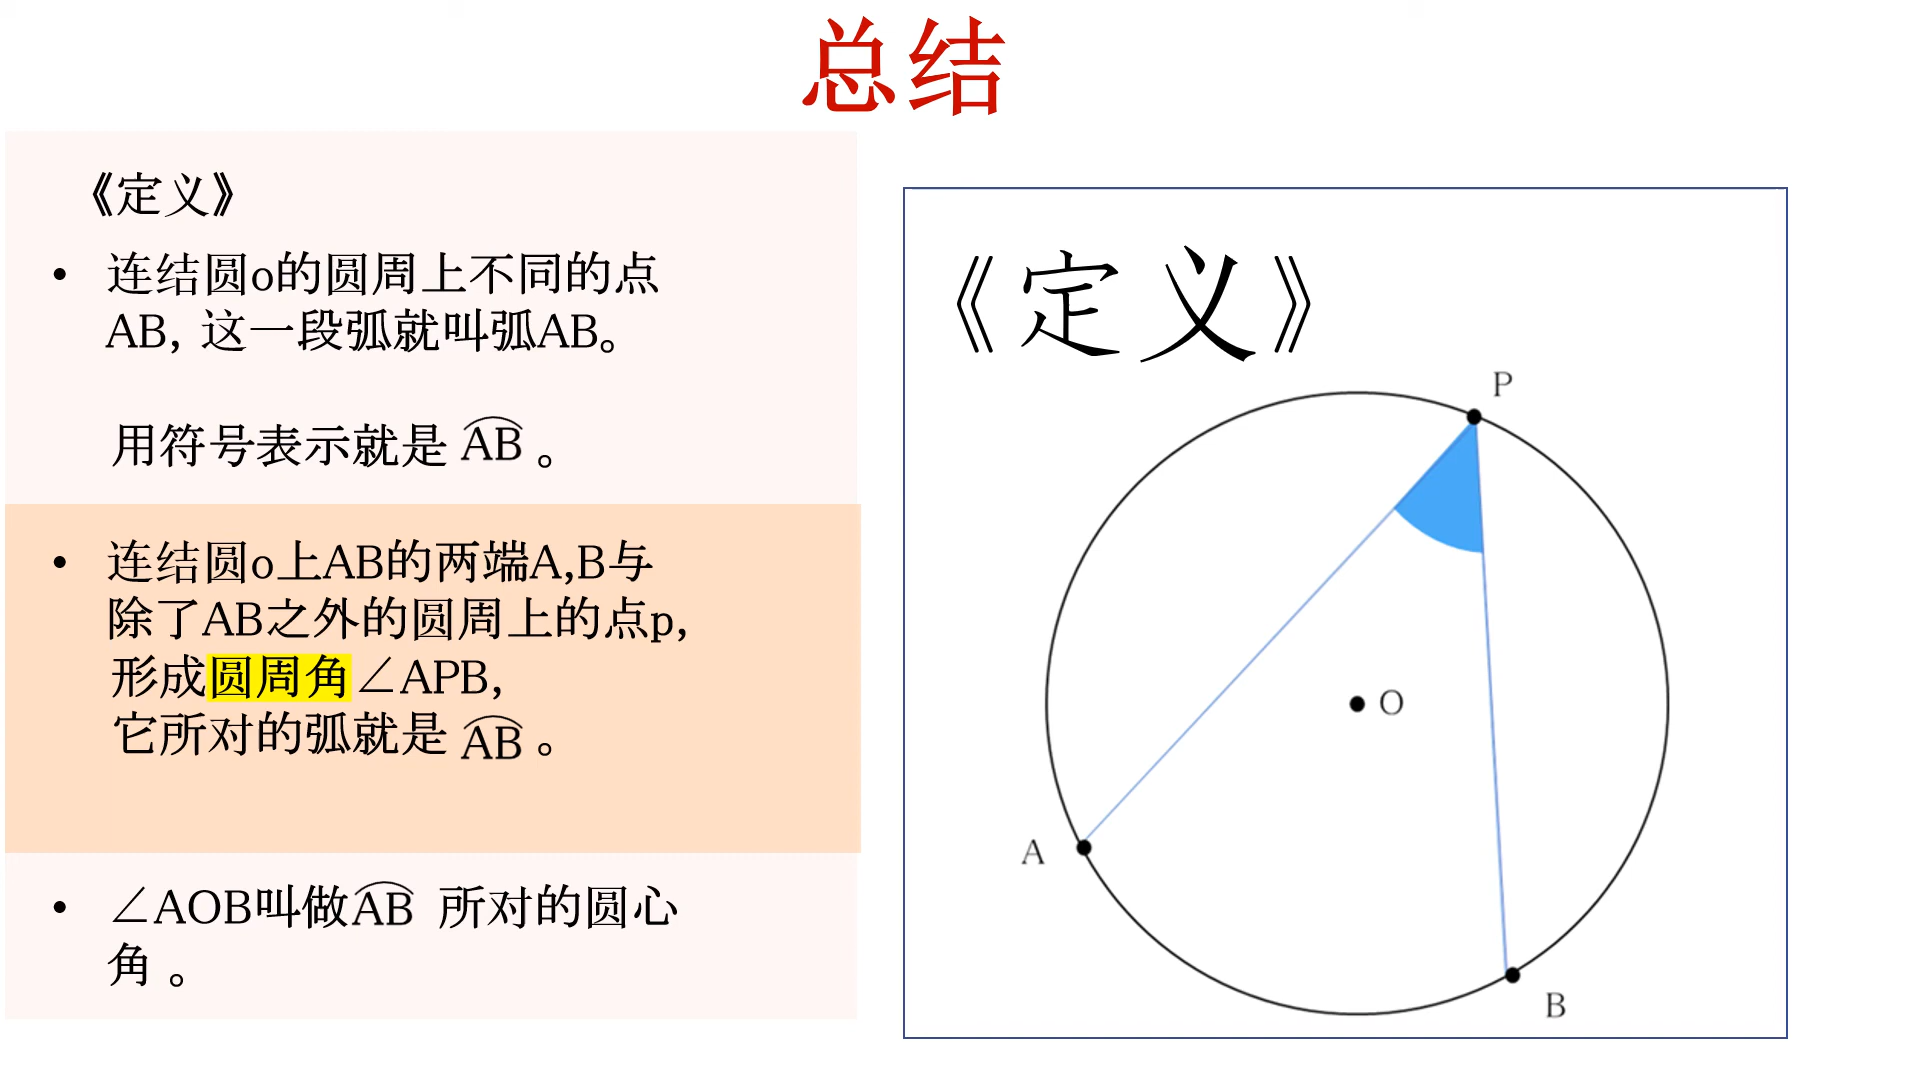 总结
《定义》
• 连结圆o的圆周上不同的点
AB, 这一段弧就叫弧AB。
用符号表示就是 A͡B 。
• 连结圆o上AB的两端A,B与
除了AB之外的圆周上的点p,
形成圆周角∠APB,
它所对的弧就是 A͡B 。
• ∠AOB叫做A͡B 所对的圆心
角 。
《定义》
P
O
A
B